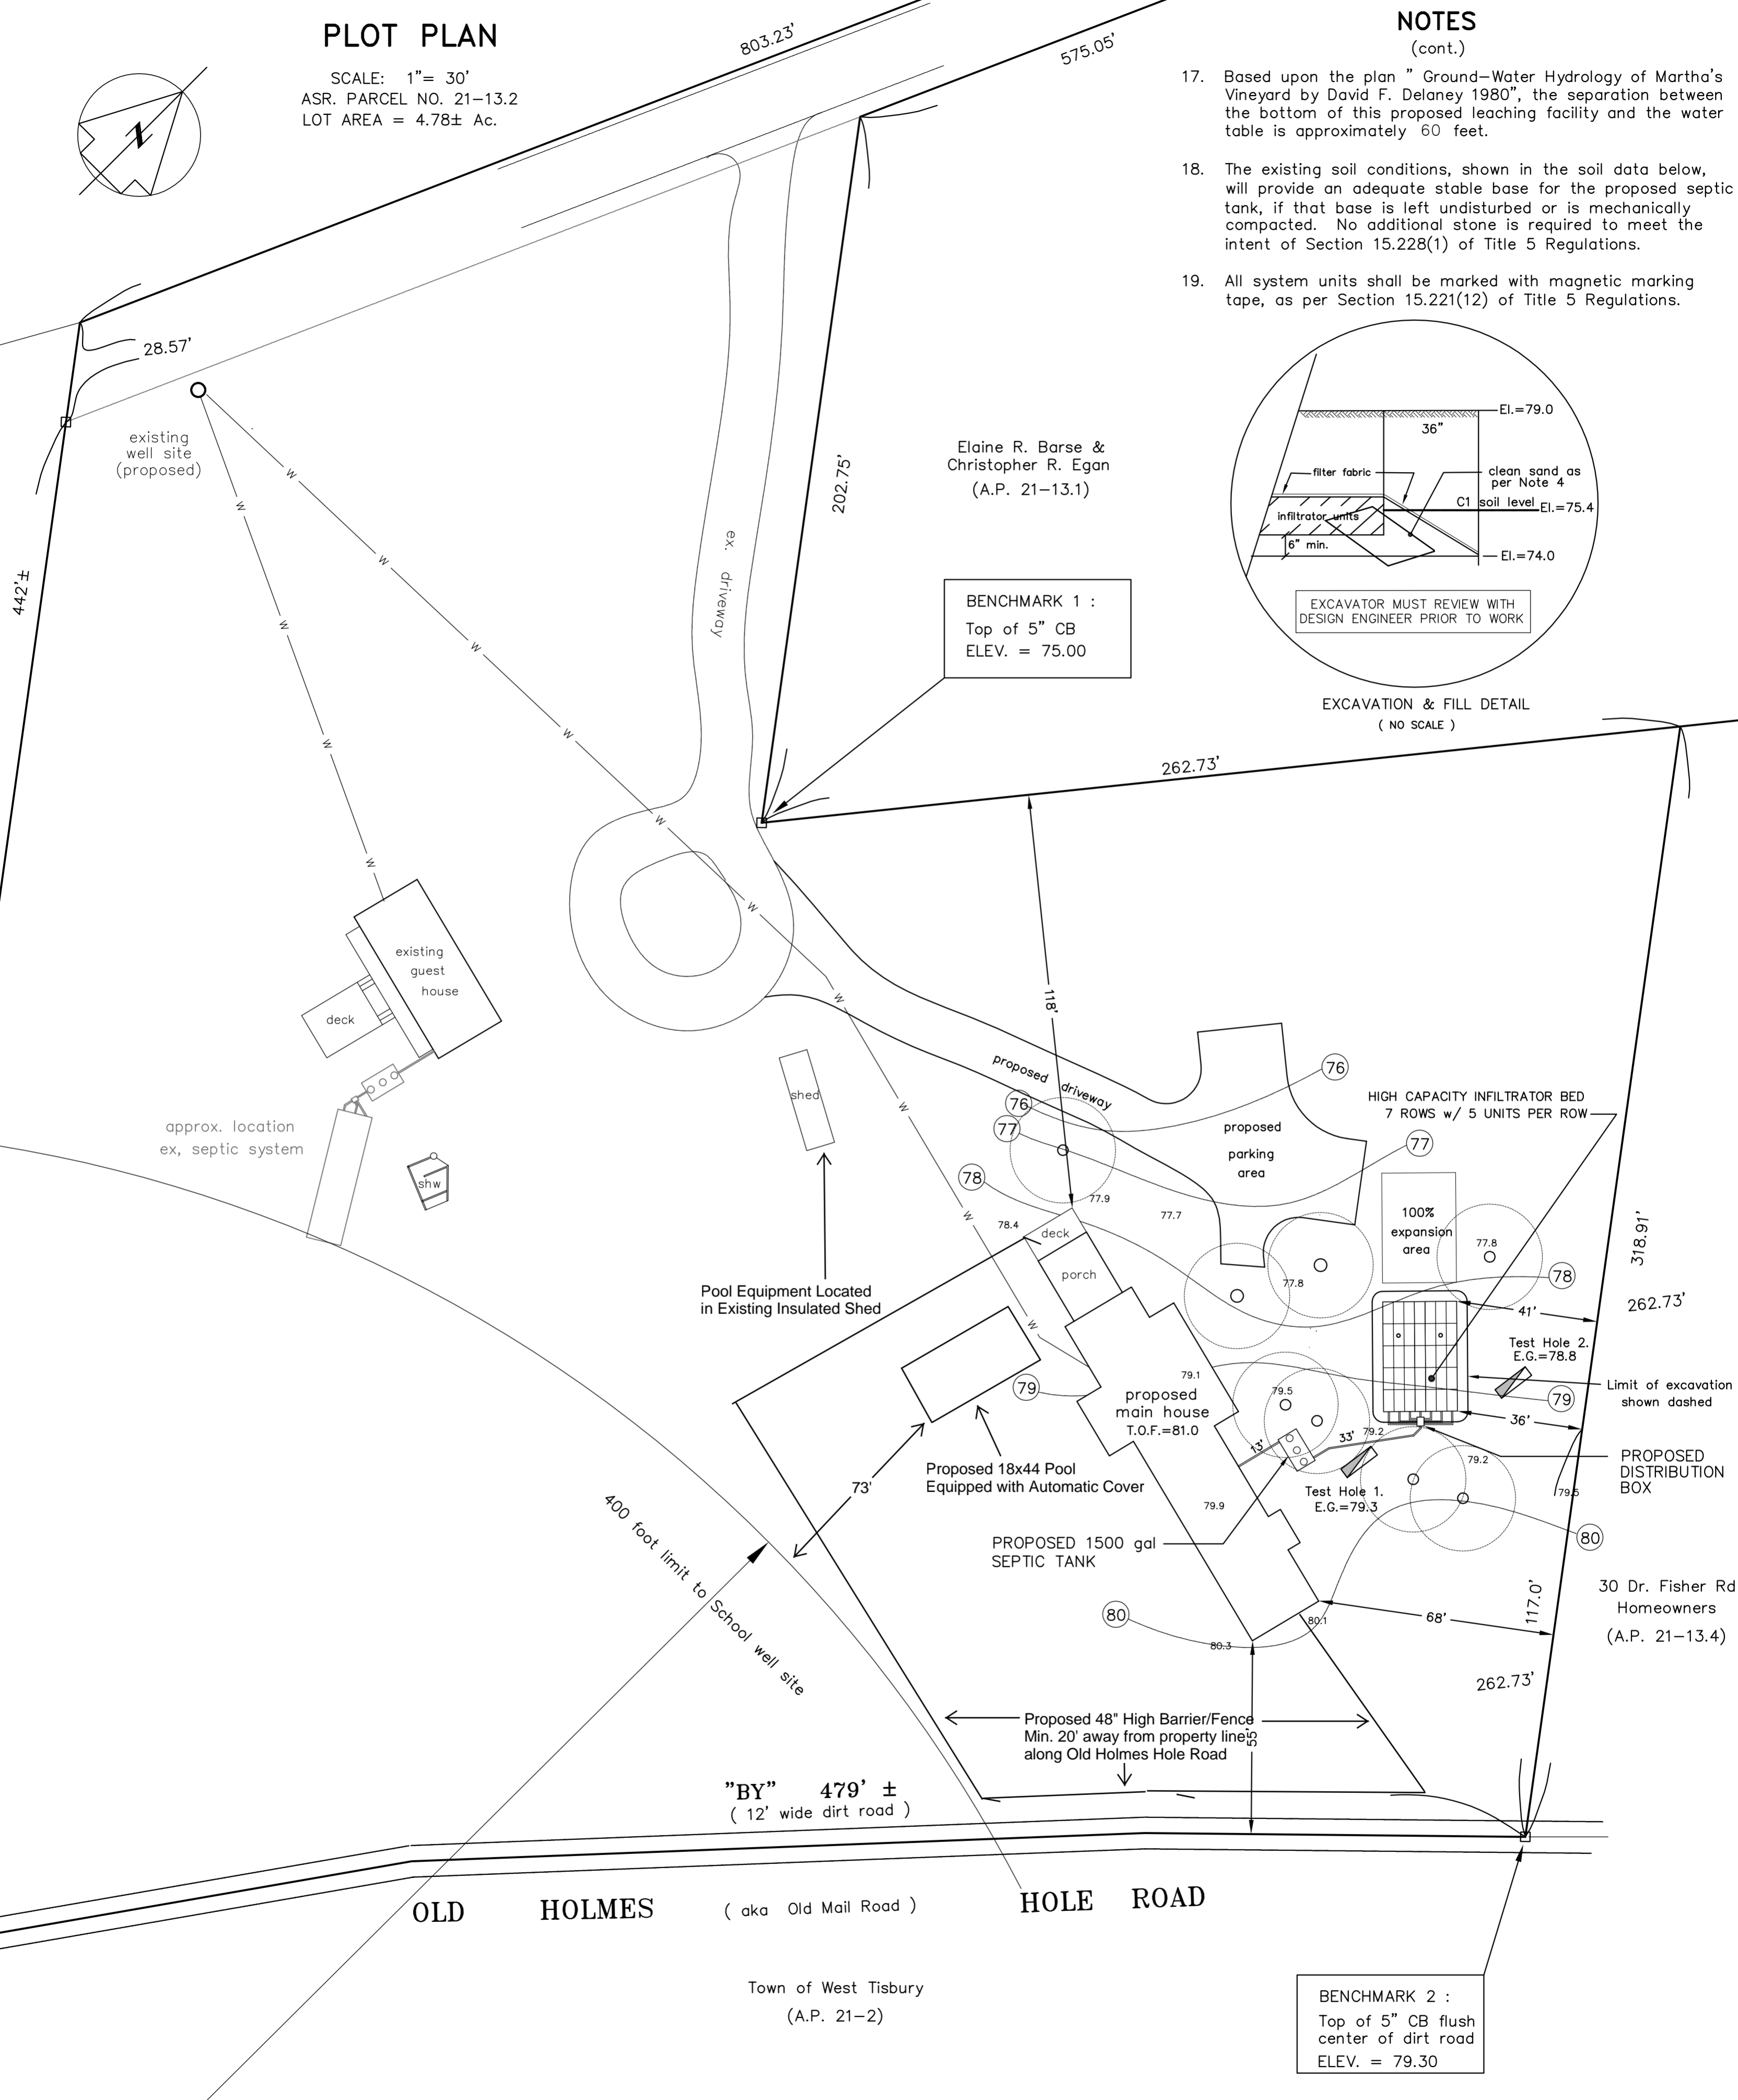 PLOT PLAN
SCALE: 1"= 30'
ASR. PARCEL NO. 21-13.2
LOT AREA = 4.78± Ac.
N
803.23'
575.05'
NOTES
(cont.)
17. Based upon the plan " Ground-Water Hydrology of Martha's
Vineyard by David F. Delaney 1980", the separation between
the bottom of this proposed leaching facility and the water
table is approximately 60 feet.
18. The existing soil conditions, shown in the soil data below,
will provide an adequate stable base for the proposed septic
tank, if that base is left undisturbed or is mechanically
compacted. No additional stone is required to meet the
intent of Section 15.228(1) of Title 5 Regulations.
19. All system units shall be marked with magnetic marking
tape, as per Section 15.221(12) of Title 5 Regulations.
El.=79.0
36"
filter fabric
clean sand as
per Note 4
C1 soil level
El.=75.4
infiltrator units
6" min.
El.=74.0
EXCAVATOR MUST REVIEW WITH
DESIGN ENGINEER PRIOR TO WORK
EXCAVATION & FILL DETAIL
( NO SCALE )
28.57'
existing
well site
(proposed)
442'±
W
W
W
W
W
W
W
W
W
W
W
W
W
W
ex. driveway
202.75'
Elaine R. Barse &
Christopher R. Egan
(A.P. 21-13.1)
BENCHMARK 1 :
Top of 5" CB
ELEV. = 75.00
262.73'
existing
guest
house
deck
approx. location
ex, septic system
shw
shed
118'
proposed driveway
76
76
77
77
78
proposed
parking
area
HIGH CAPACITY INFILTRATOR BED
7 ROWS w/ 5 UNITS PER ROW
77.9
77.7
78.4
deck
porch
77.8
77.8
100%
expansion
area
78
318.91'
262.73'
41'
Test Hole 2.
E.G.=78.8
Pool Equipment Located
in Existing Insulated Shed
79
79
79.1
79.5
proposed
main house
T.O.F.=81.0
Limit of excavation
shown dashed
36'
13'
33'
79.2
79.2
PROPOSED
DISTRIBUTION
BOX
Proposed 18x44 Pool
Equipped with Automatic Cover
73'
Test Hole 1.
E.G.=79.3
79.9
79.5
PROPOSED 1500 gal
SEPTIC TANK
80
400 foot limit to School well site
80
80.1
80.3
68'
117.0'
30 Dr. Fisher Rd
Homeowners
(A.P. 21-13.4)
262.73'
Proposed 48" High Barrier/Fence
Min. 20' away from property line
along Old Holmes Hole Road
55'
"BY" 479' ±
( 12' wide dirt road )
OLD HOLMES ( aka Old Mail Road ) HOLE ROAD
Town of West Tisbury
(A.P. 21-2)
BENCHMARK 2 :
Top of 5" CB flush
center of dirt road
ELEV. = 79.30